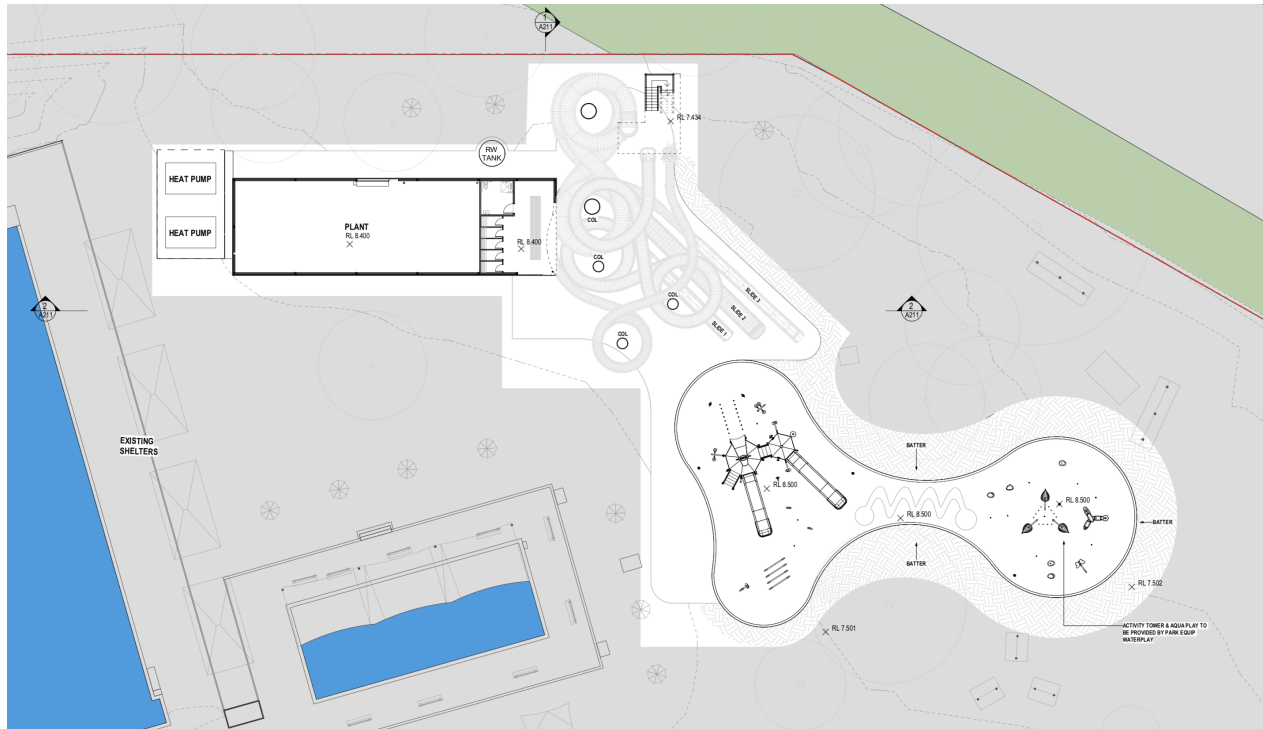 1
A211
RL 7.434
RW
TANK
HEAT PUMP
HEAT PUMP
PLANT
RL 8.400
RL 8.400
COL
COL
COL
COL
SLIDE 3
SLIDE 2
SLIDE 1
2
A211
2
A211
EXISTING
SHELTERS
BATTER
RL 8.500
RL 8.500
RL 8.500
BATTER
BATTER
RL 7.502
RL 7.501
ACTIVITY TOWER & AQUA PLAY TO
BE PROVIDED BY PARK EQUIP
WATERPLAY